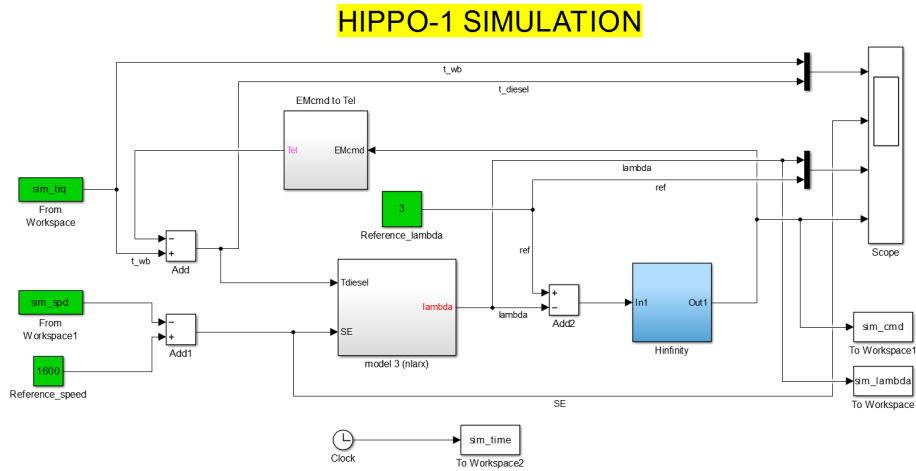 HIPPO-1 SIMULATION
t_wb
t_diesel
EMcmd to Tel
Tel
EMcmd
sim_trq
From
Workspace
3
Reference_lambda
lambda
ref
Scope
−
+
t_wb
Add
ref
Tdiesel
lambda
SE
model 3 (nlarx)
lambda
+
−
Add2
In1
Out1
Hinfinity
sim_spd
From
Workspace1
−
+
Add1
1600
Reference_speed
sim_cmd
To Workspace1
sim_lambda
To Workspace
SE
Clock
sim_time
To Workspace2